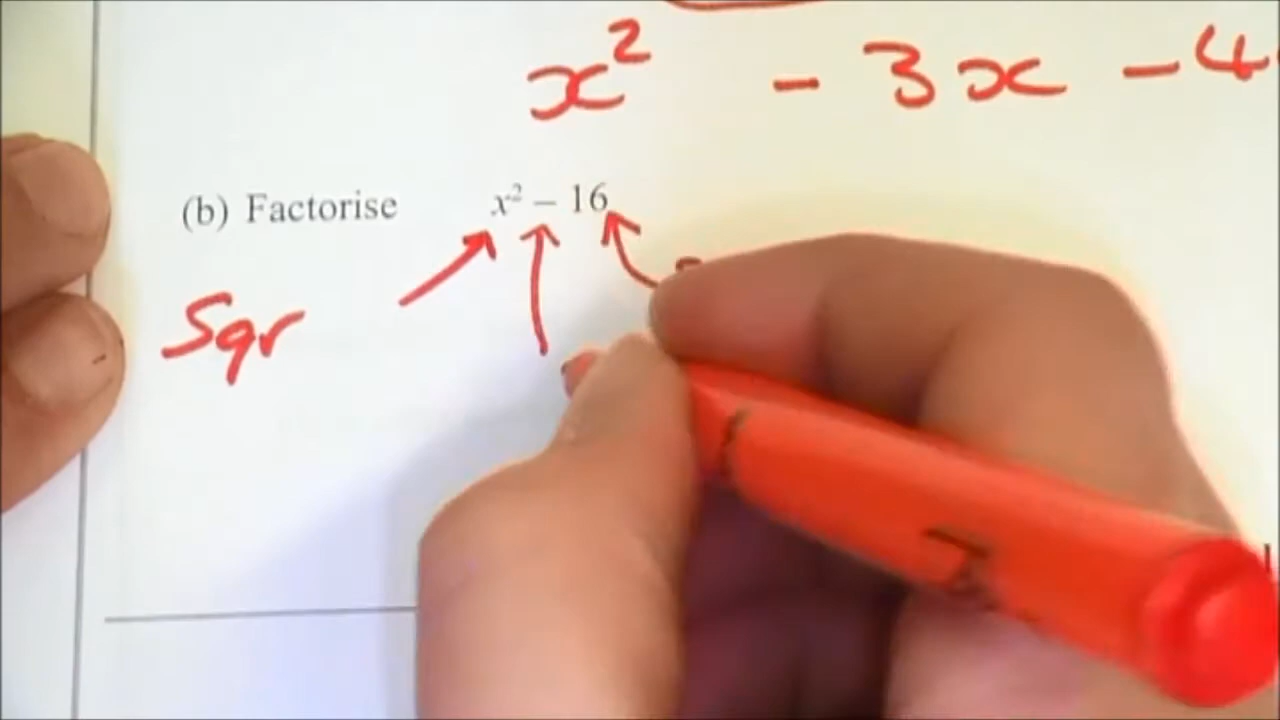 x² - 3x - 4
(b) Factorise x² – 16
Sqr